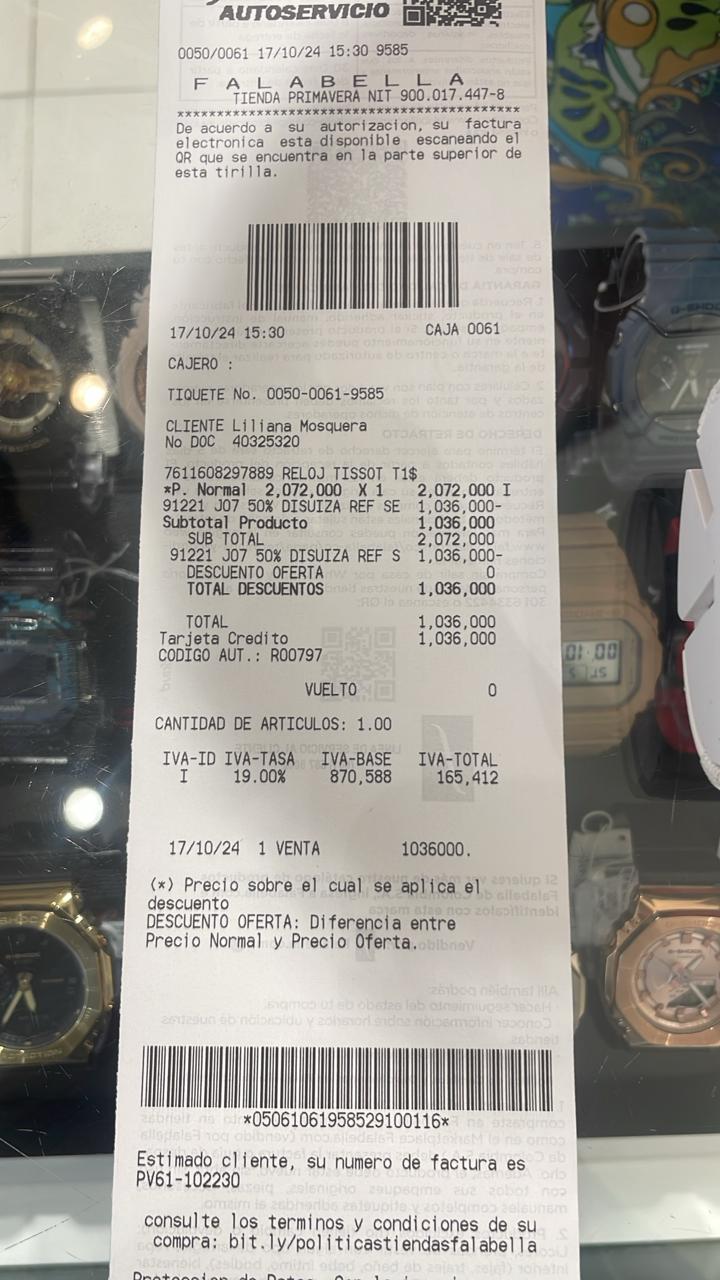 AUTOSERVICIO
0050/0061 17/10/24 15:30 9585
F A L A B E L L A
TIENDA PRIMAVERA NIT 900.017.447-8
****************************************************
De acuerdo a su autorizacion, su factura
electronica esta disponible escaneando el
QR que se encuentra en la parte superior de
esta tirilla.
17/10/24 15:30 CAJA 0061
CAJERO :
TIQUETE No. 0050-0061-9585
CLIENTE Liliana Mosquera
No DOC 40325320
7611608297889 RELOJ TISSOT T1$
*P. Normal 2,072,000 X 1 2,072,000 I
91221 J07 50% DISUIZA REF SE 1,036,000-
Subtotal Producto 1,036,000
SUB TOTAL 2,072,000
91221 J07 50% DISUIZA REF S 1,036,000-
DESCUENTO OFERTA 0
TOTAL DESCUENTOS 1,036,000
TOTAL 1,036,000
Tarjeta Credito 1,036,000
CODIGO AUT.: R00797
VUELTO 0
CANTIDAD DE ARTICULOS: 1.00
IVA-ID IVA-TASA IVA-BASE IVA-TOTAL
I 19.00% 870,588 165,412
17/10/24 1 VENTA 1036000.
(*) Precio sobre el cual se aplica el
descuento
DESCUENTO OFERTA: Diferencia entre
Precio Normal y Precio Oferta.
*05061061958529100116*
Estimado cliente, su numero de factura es
PV61-102230
consulte los terminos y condiciones de su
compra: bit.ly/politicastiendasfalabella